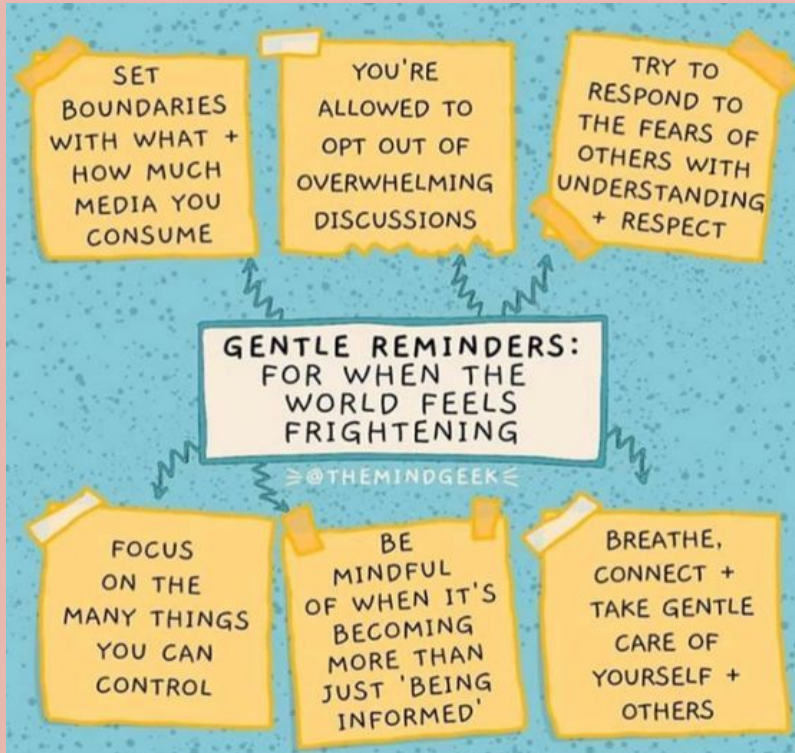 SET
BOUNDARIES
WITH WHAT +
HOW MUCH
MEDIA YOU
CONSUME
YOU'RE
ALLOWED TO
OPT OUT OF
OVERWHELMING
DISCUSSIONS
TRY TO
RESPOND TO
THE FEARS OF
OTHERS WITH
UNDERSTANDING
+ RESPECT
GENTLE REMINDERS:
FOR WHEN THE
WORLD FEELS
FRIGHTENING
@THEMINDGEEK
FOCUS
ON THE
MANY THINGS
YOU CAN
CONTROL
BE
MINDFUL
OF WHEN IT'S
BECOMING
MORE THAN
JUST 'BEING
INFORMED'
BREATHE,
CONNECT +
TAKE GENTLE
CARE OF
YOURSELF +
OTHERS